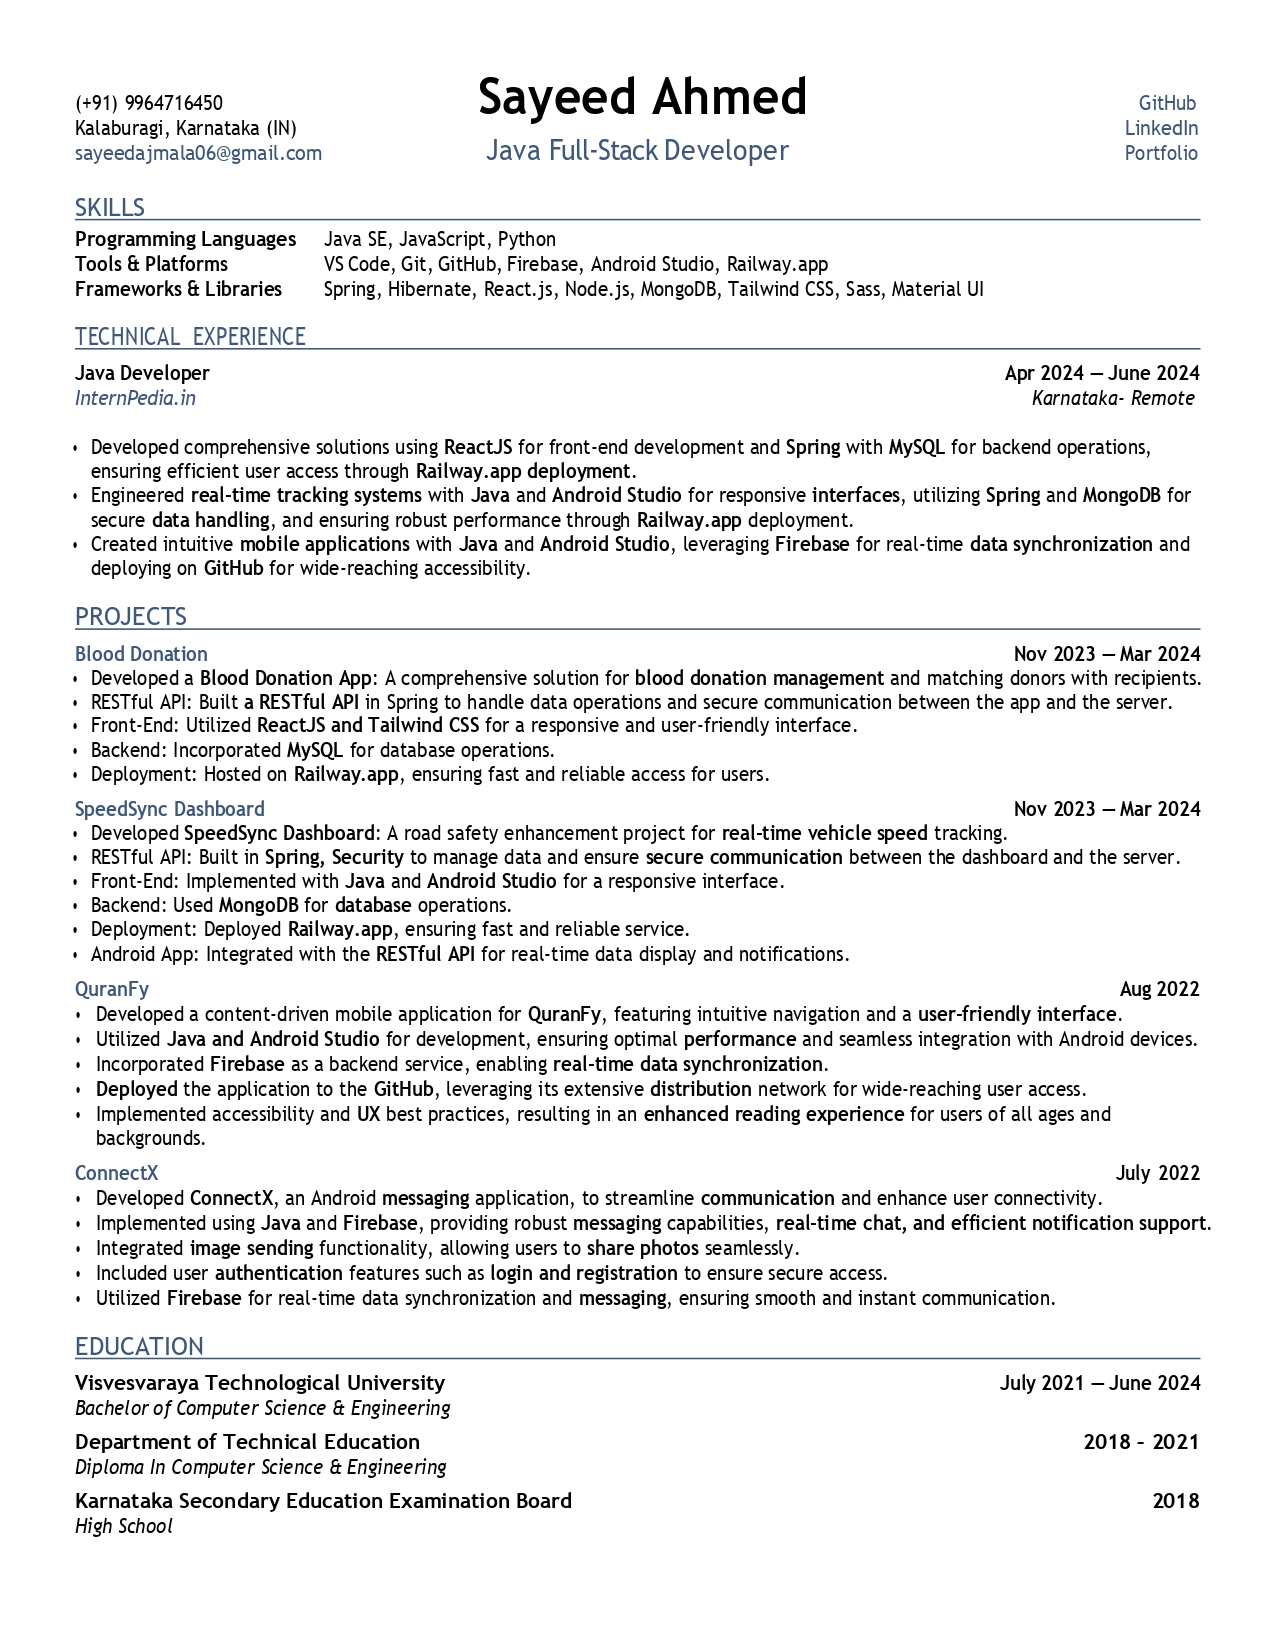 Sayeed Ahmed
Java Full-Stack Developer
(+91) 9964716450
Kalaburagi, Karnataka (IN)
sayeedajmala06@gmail.com
GitHub
LinkedIn
Portfolio
SKILLS
Programming Languages Java SE, JavaScript, Python
Tools & Platforms VS Code, Git, GitHub, Firebase, Android Studio, Railway.app
Frameworks & Libraries Spring, Hibernate, React.js, Node.js, MongoDB, Tailwind CSS, Sass, Material UI
TECHNICAL EXPERIENCE
Java Developer Apr 2024 — June 2024
InternPedia.in Karnataka- Remote
• Developed comprehensive solutions using ReactJS for front-end development and Spring with MySQL for backend operations,
ensuring efficient user access through Railway.app deployment.
• Engineered real-time tracking systems with Java and Android Studio for responsive interfaces, utilizing Spring and MongoDB for
secure data handling, and ensuring robust performance through Railway.app deployment.
• Created intuitive mobile applications with Java and Android Studio, leveraging Firebase for real-time data synchronization and
deploying on GitHub for wide-reaching accessibility.
PROJECTS
Blood Donation Nov 2023 — Mar 2024
• Developed a Blood Donation App: A comprehensive solution for blood donation management and matching donors with recipients.
• RESTful API: Built a RESTful API in Spring to handle data operations and secure communication between the app and the server.
• Front-End: Utilized ReactJS and Tailwind CSS for a responsive and user-friendly interface.
• Backend: Incorporated MySQL for database operations.
• Deployment: Hosted on Railway.app, ensuring fast and reliable access for users.
SpeedSync Dashboard Nov 2023 — Mar 2024
• Developed SpeedSync Dashboard: A road safety enhancement project for real-time vehicle speed tracking.
• RESTful API: Built in Spring, Security to manage data and ensure secure communication between the dashboard and the server.
• Front-End: Implemented with Java and Android Studio for a responsive interface.
• Backend: Used MongoDB for database operations.
• Deployment: Deployed Railway.app, ensuring fast and reliable service.
• Android App: Integrated with the RESTful API for real-time data display and notifications.
QuranFy Aug 2022
• Developed a content-driven mobile application for QuranFy, featuring intuitive navigation and a user-friendly interface.
• Utilized Java and Android Studio for development, ensuring optimal performance and seamless integration with Android devices.
• Incorporated Firebase as a backend service, enabling real-time data synchronization.
• Deployed the application to the GitHub, leveraging its extensive distribution network for wide-reaching user access.
• Implemented accessibility and UX best practices, resulting in an enhanced reading experience for users of all ages and
backgrounds.
ConnectX July 2022
• Developed ConnectX, an Android messaging application, to streamline communication and enhance user connectivity.
• Implemented using Java and Firebase, providing robust messaging capabilities, real-time chat, and efficient notification support.
• Integrated image sending functionality, allowing users to share photos seamlessly.
• Included user authentication features such as login and registration to ensure secure access.
• Utilized Firebase for real-time data synchronization and messaging, ensuring smooth and instant communication.
EDUCATION
Visvesvaraya Technological University July 2021 — June 2024
Bachelor of Computer Science & Engineering
Department of Technical Education 2018 – 2021
Diploma In Computer Science & Engineering
Karnataka Secondary Education Examination Board 2018
High School